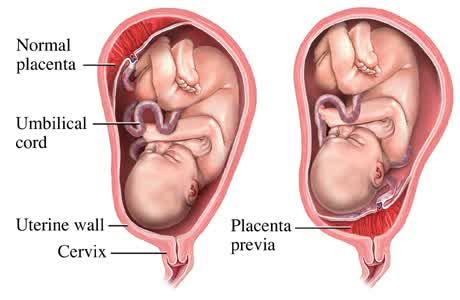 Normal
placenta
Umbilical
cord
Uterine wall
Cervix
Placenta
previa